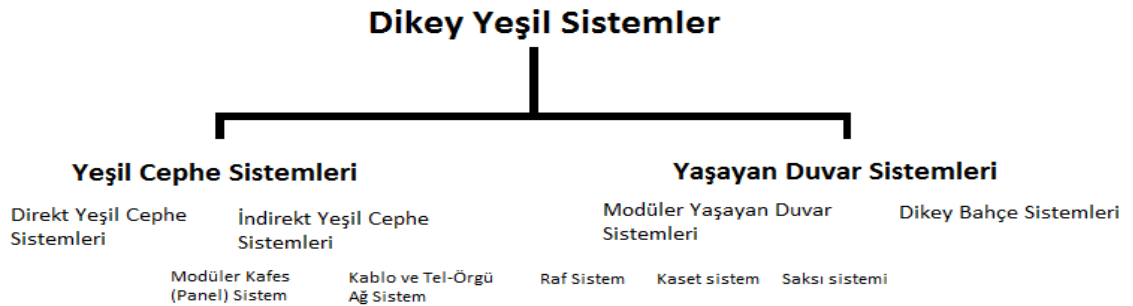 Dikey Yeşil Sistemler
Yeşil Cephe Sistemleri
Yaşayan Duvar Sistemleri
Direkt Yeşil Cephe
Sistemleri
İndirekt Yeşil Cephe
Sistemleri
Modüler Yaşayan Duvar
Sistemleri
Dikey Bahçe Sistemleri
Modüler Kafes
(Panel) Sistem
Kablo ve Tel-Örgü
Ağ Sistem
Raf Sistem
Kaset sistem
Saksı sistemi